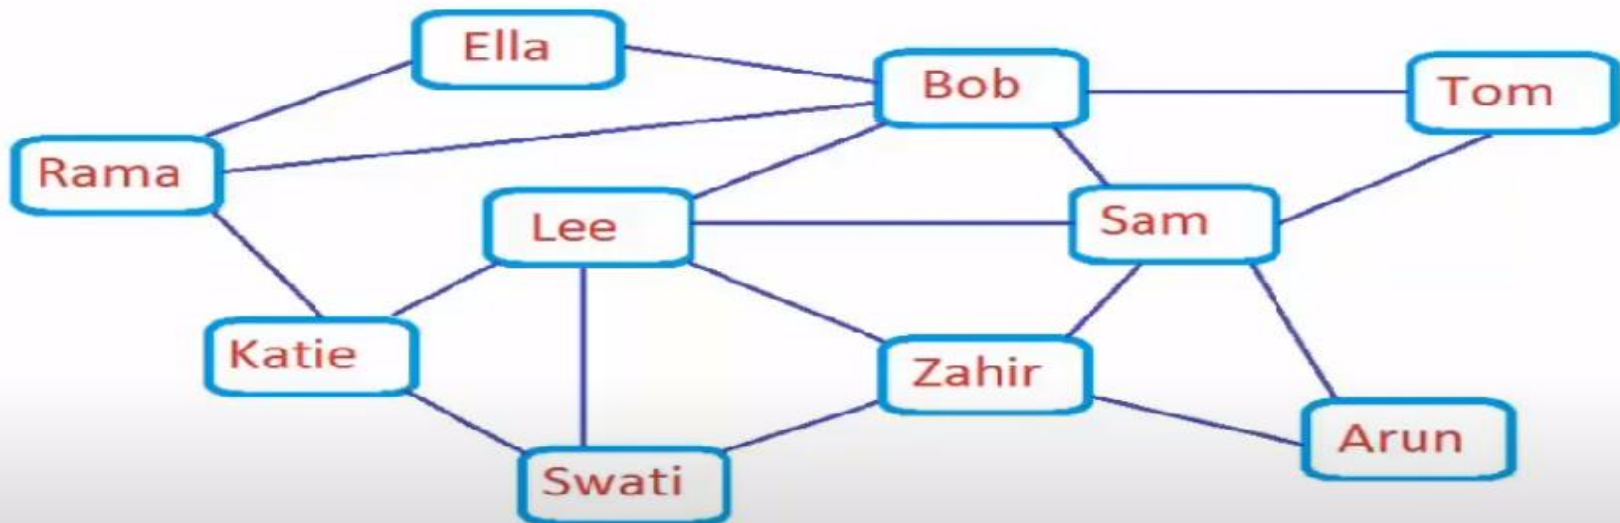 Ella
Bob
Tom
Rama
Lee
Sam
Katie
Zahir
Arun
Swati